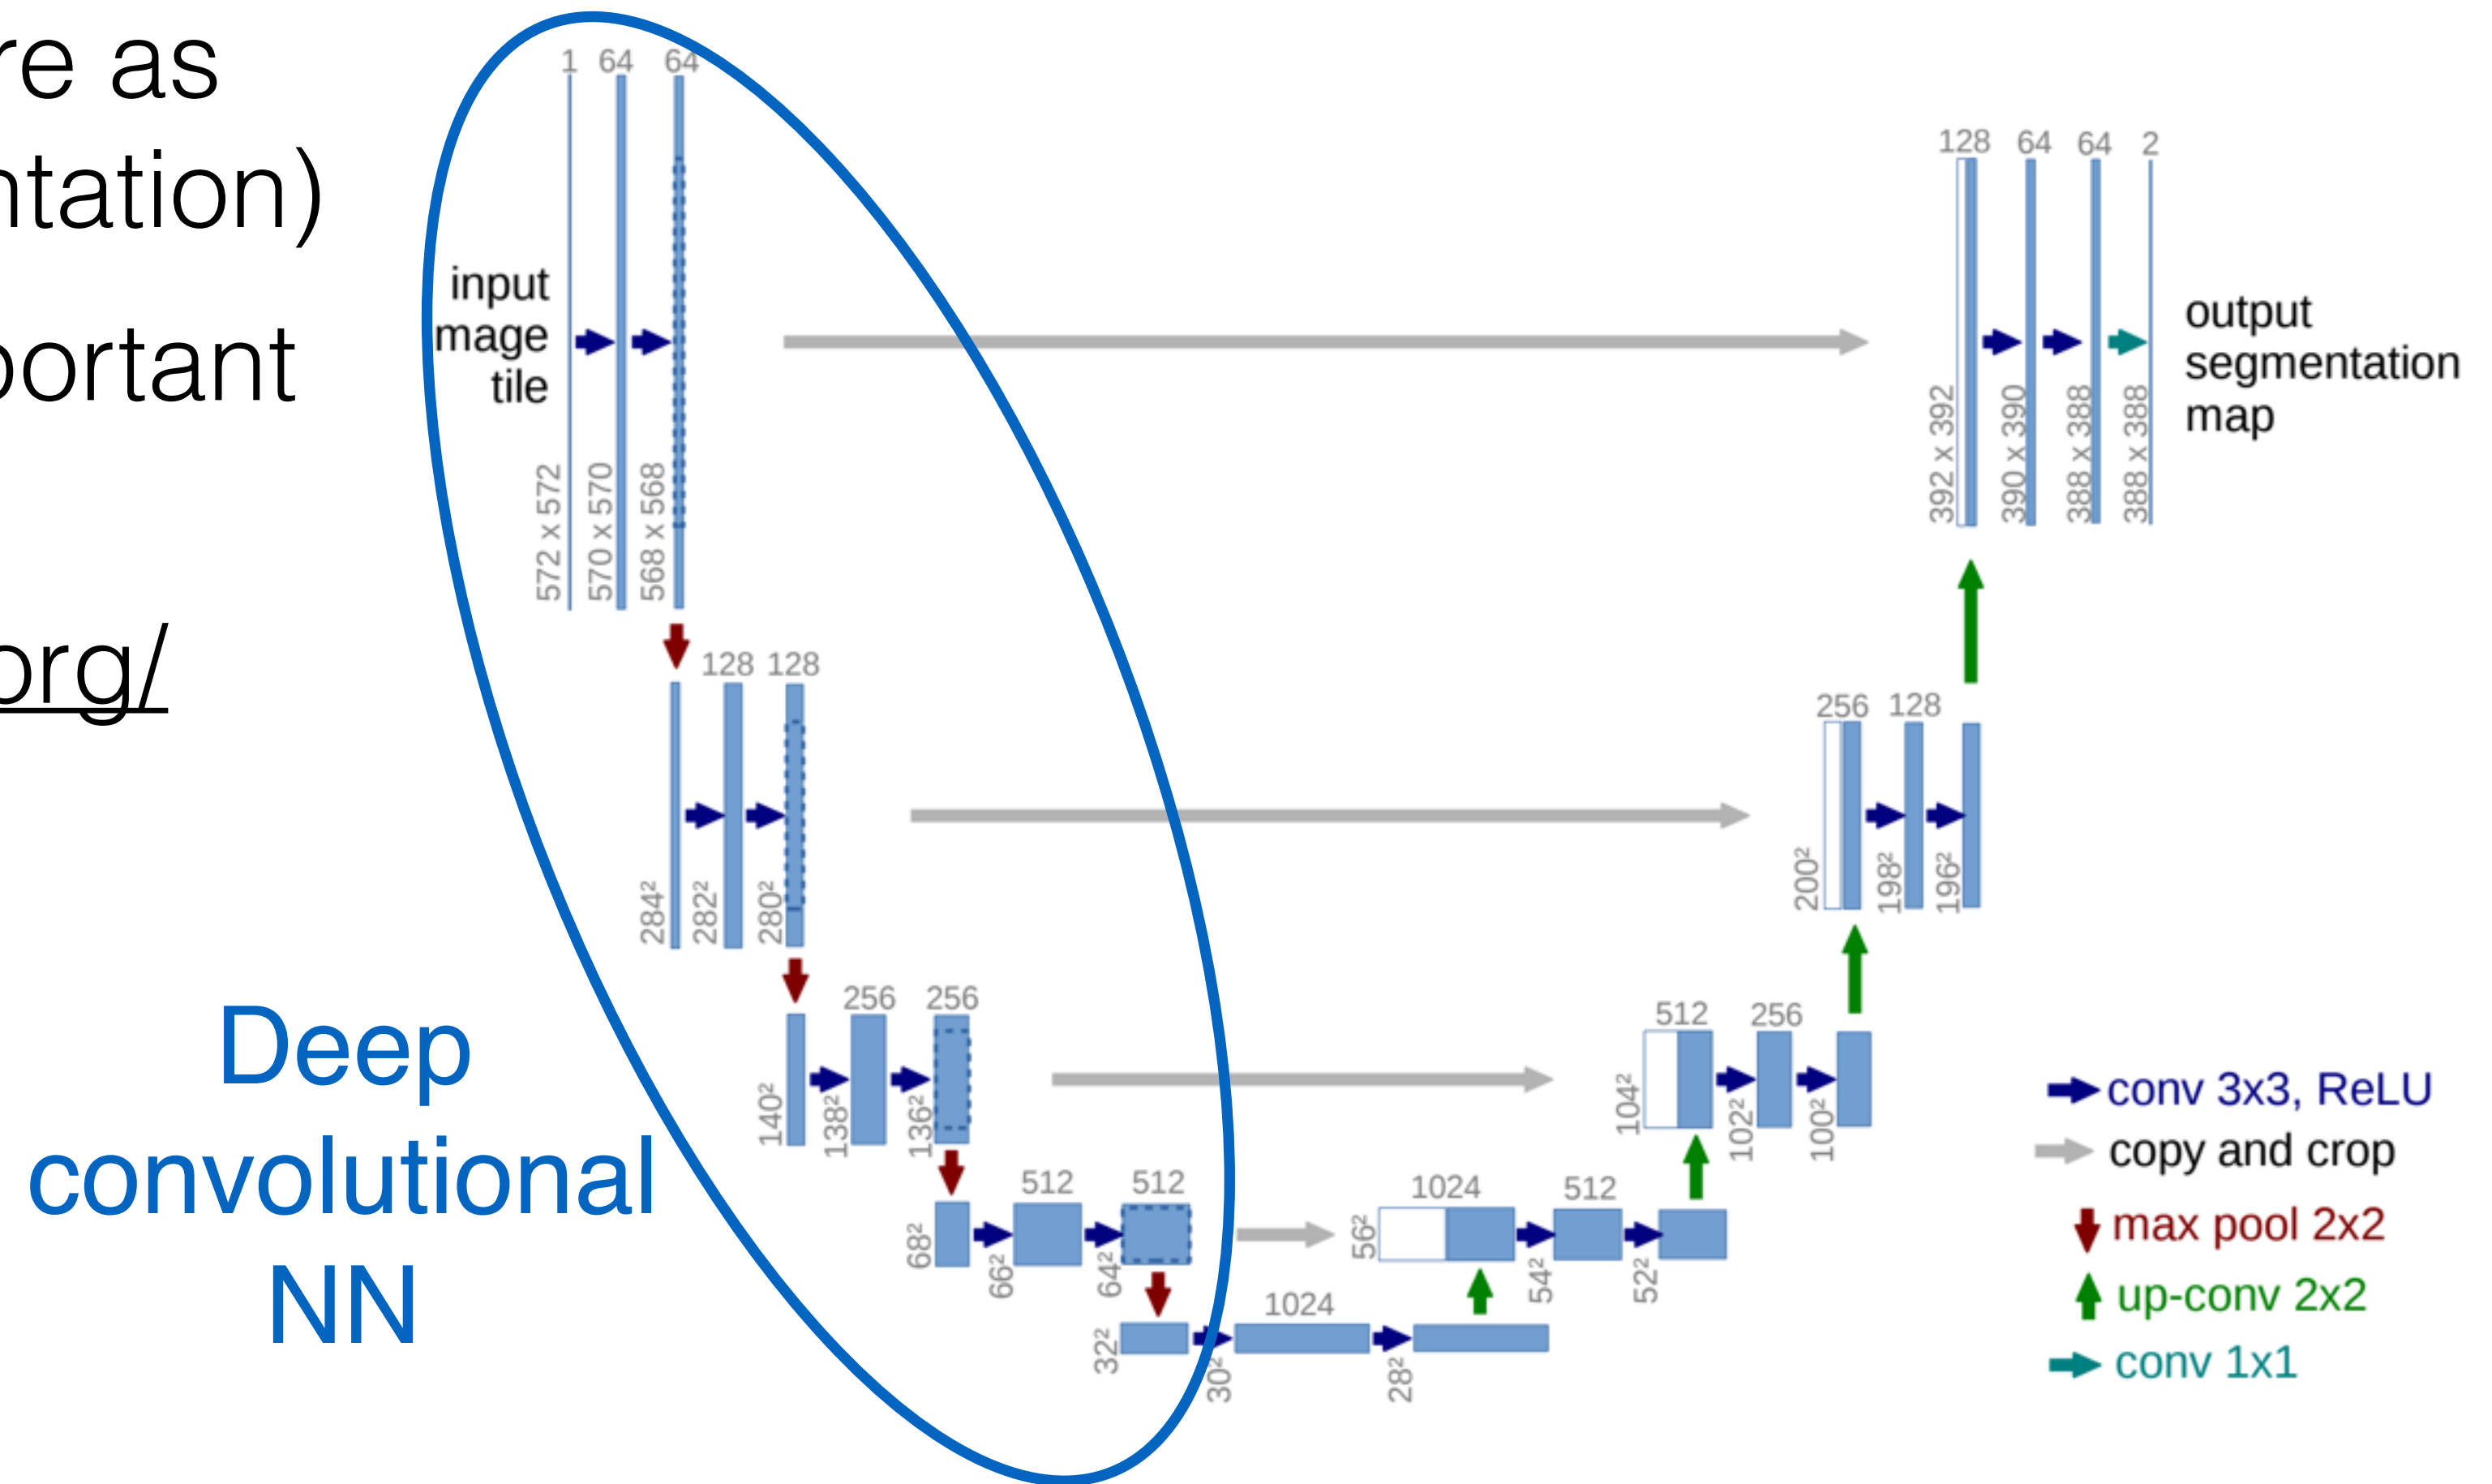 re as
ntation)
portant
org/
Deep
convolutional
NN
1 64 64
input
mage
tile
572 x 572
570 x 570
568 x 568
128 128
284²
282²
280²
256 256
140²
138²
136²
512 512
68²
66²
64²
1024
32²
30²
28²
1024 512
56²
54²
52²
512 256
104²
102²
100²
256 128
200²
198²
196²
128 64 64 2
392 x 392
390 x 390
388 x 388
388 x 388
output
segmentation
map
conv 3x3, ReLU
copy and crop
max pool 2x2
up-conv 2x2
conv 1x1